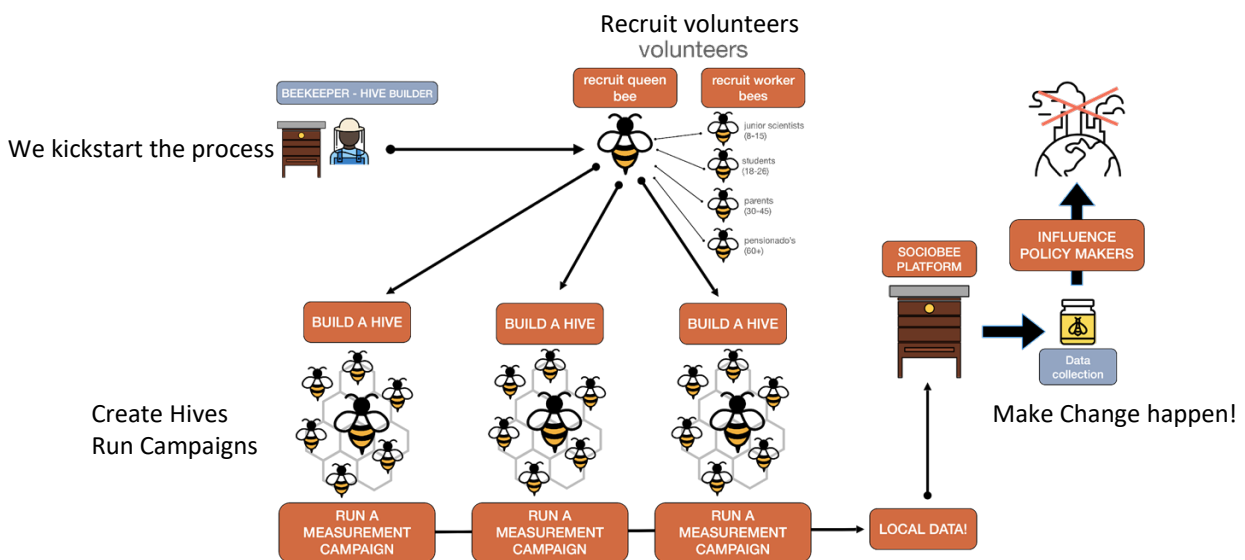 Recruit volunteers
volunteers
recruit queen
bee
recruit worker
bees
BEEKEEPER - HIVE BUILDER
We kickstart the process
junior scientists
(8-15)
students
(18-26)
parents
(30-45)
pensionado's
(60+)
SOCIOBEE
PLATFORM
INFLUENCE
POLICY MAKERS
BUILD A HIVE
BUILD A HIVE
BUILD A HIVE
Data
collection
Create Hives
Run Campaigns
Make Change happen!
RUN A
MEASUREMENT
CAMPAIGN
RUN A
MEASUREMENT
CAMPAIGN
RUN A
MEASUREMENT
CAMPAIGN
LOCAL DATA!